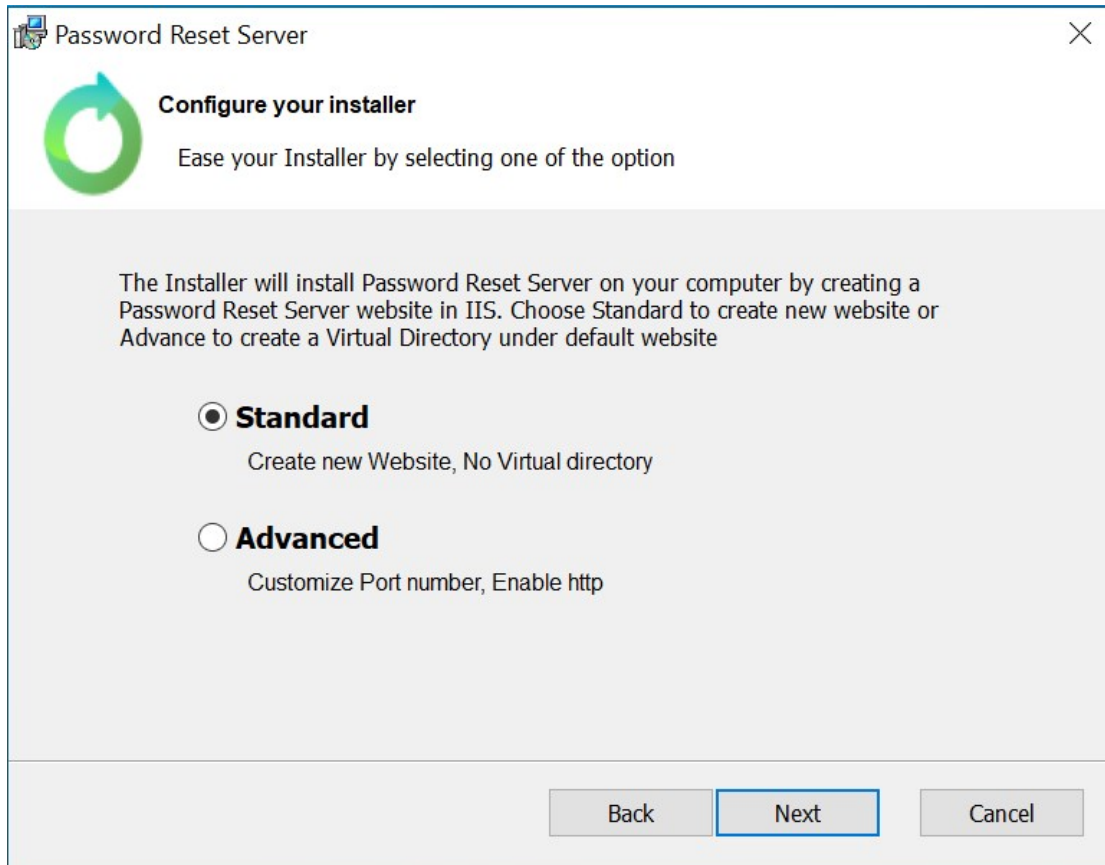 Password Reset Server
Configure your installer
Ease your Installer by selecting one of the option
The Installer will install Password Reset Server on your computer by creating a
Password Reset Server website in IIS. Choose Standard to create new website or
Advance to create a Virtual Directory under default website
Standard
Create new Website, No Virtual directory
Advanced
Customize Port number, Enable http
Back Next Cancel